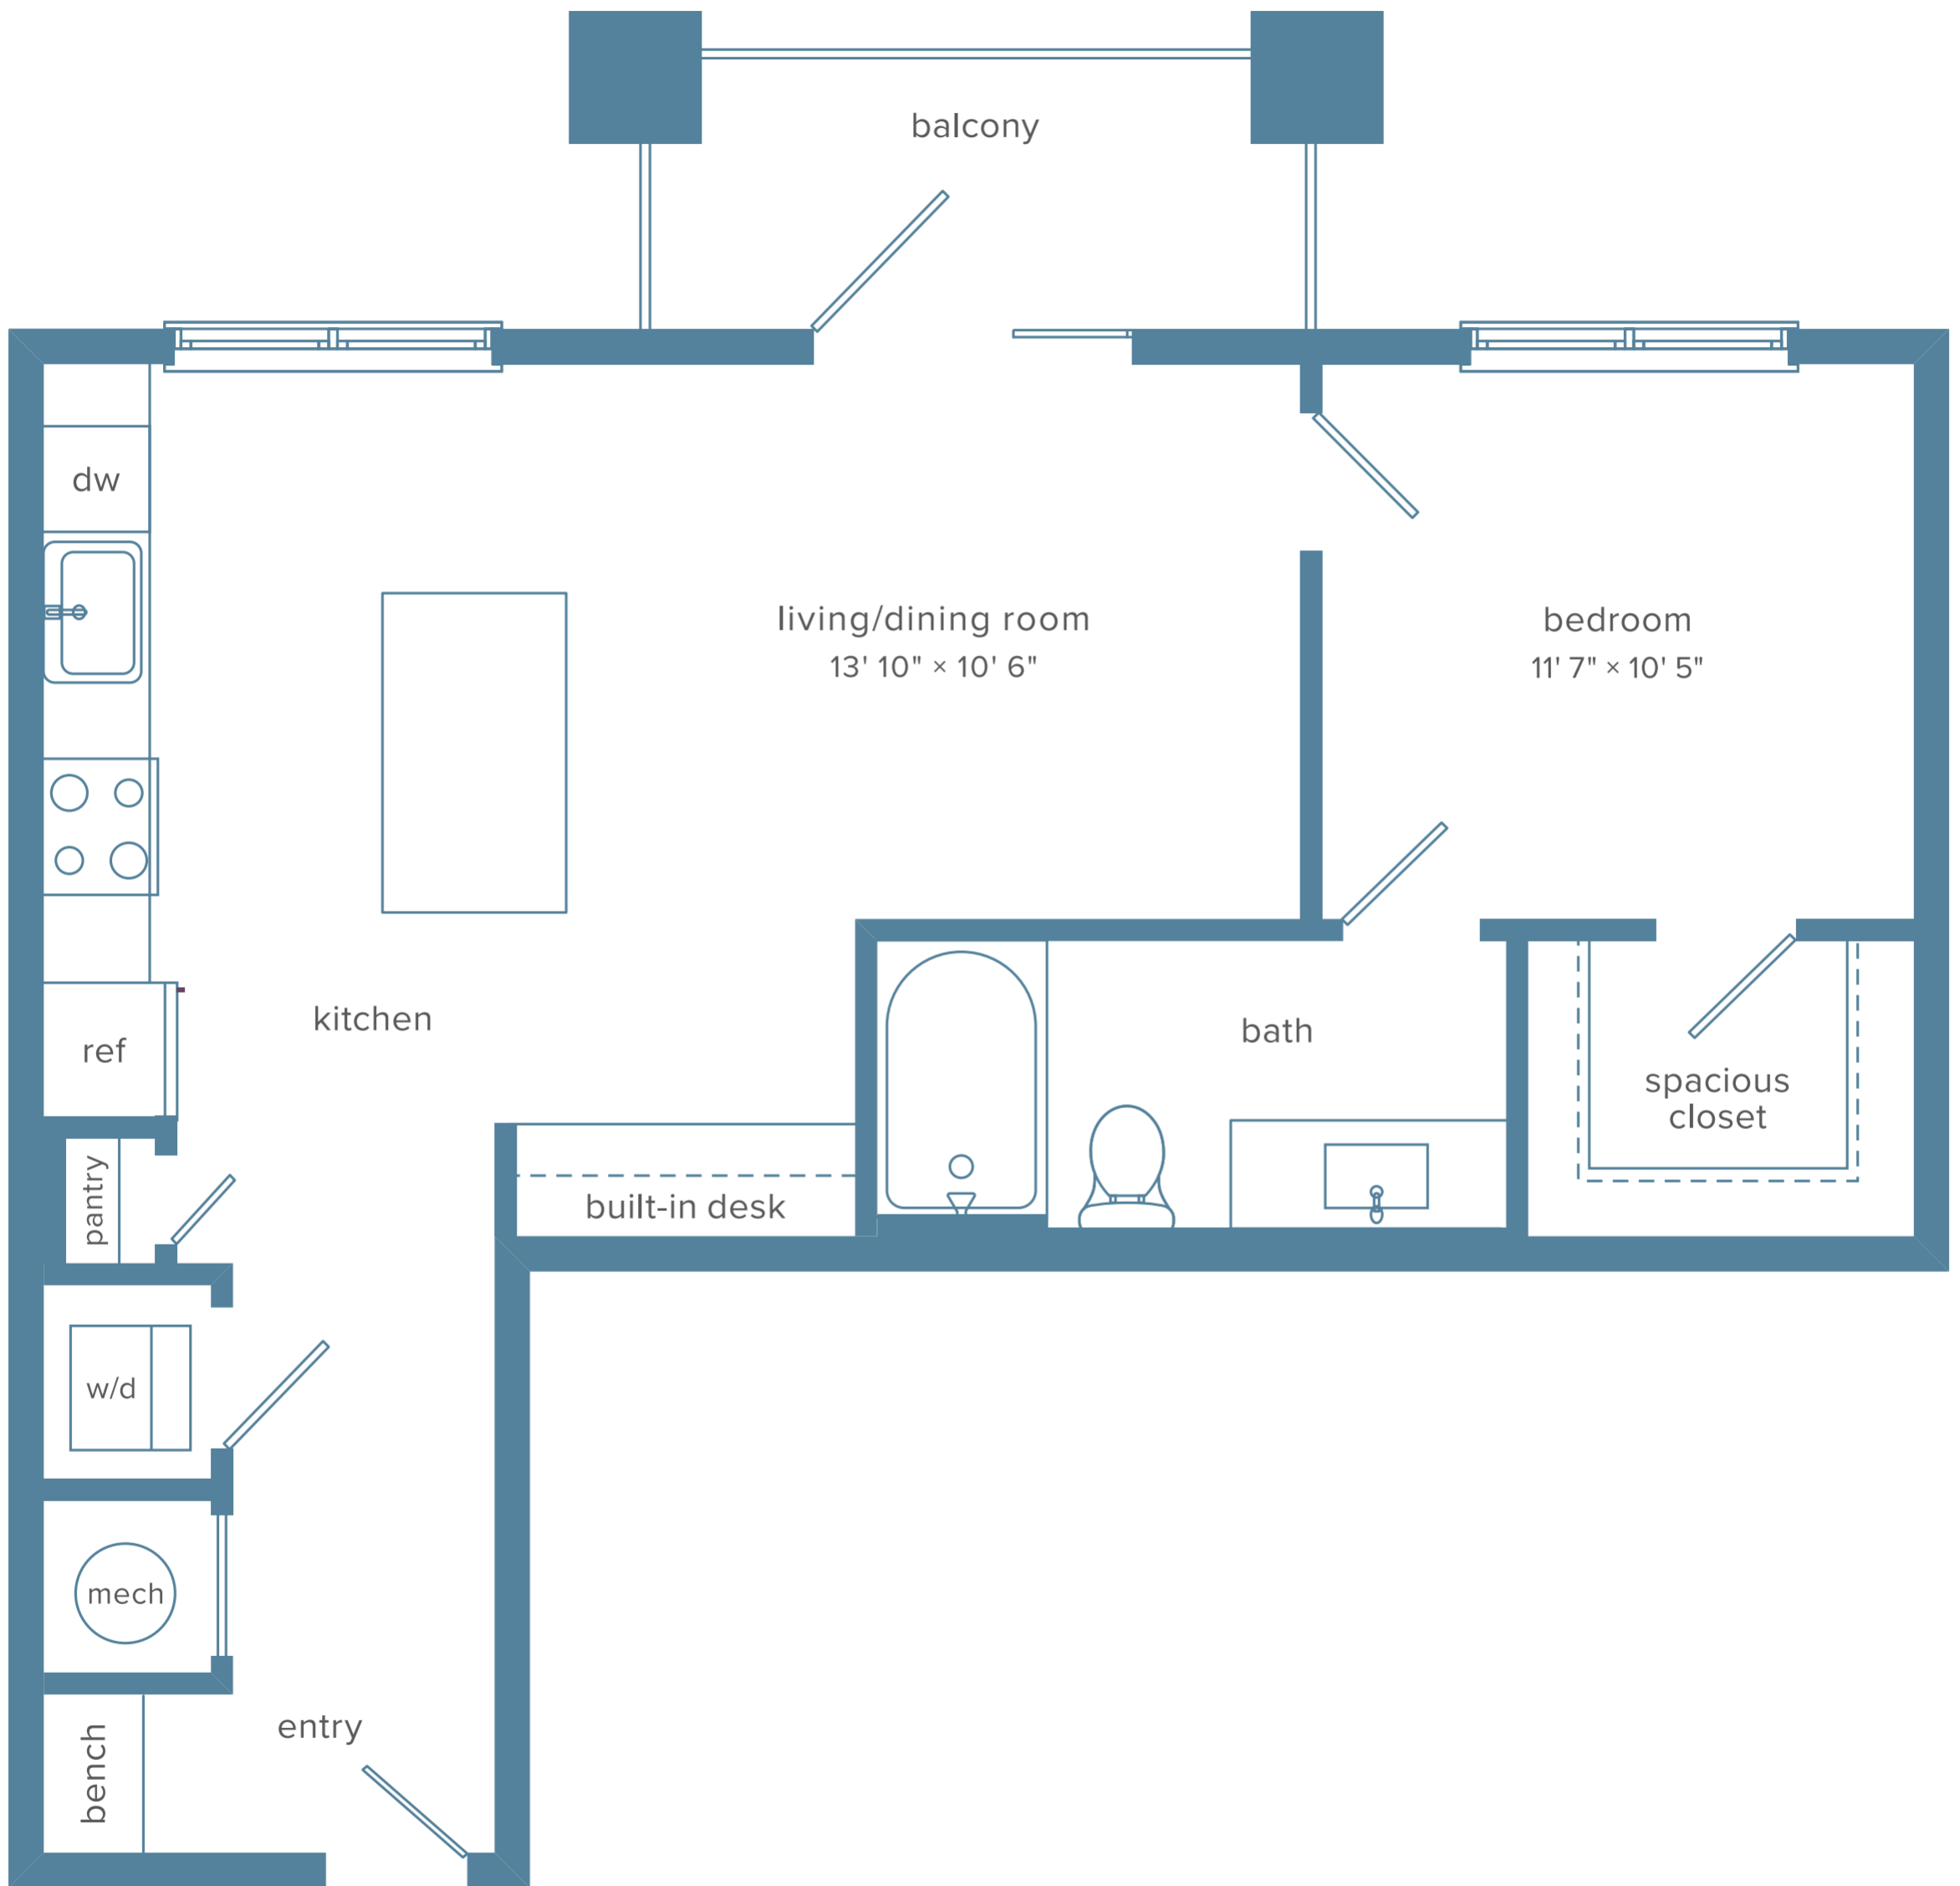 balcony
dw
living/dining room
13' 10" × 10' 6"
bedroom
11' 7" × 10' 5"
kitchen
ref
bath
spacious
closet
pantry
built-in desk
w/d
mech
entry
bench